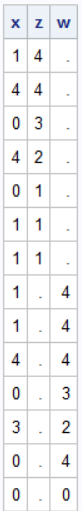 x z w
1 4 .
4 4 .
0 3 .
4 2 .
0 1 .
1 1 .
1 1 .
1 . 4
1 . 4
4 . 4
0 . 3
3 . 2
0 . 4
0 . 0